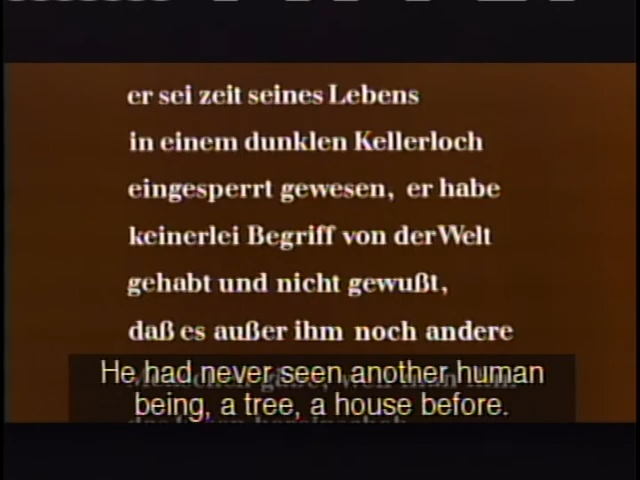 er sei zeit seines Lebens
in einem dunklen Kellerloch
eingesperrt gewesen, er habe
keinerlei Begriff von der Welt
gehabt und nicht gewußt,
daß es außer ihm noch andere
He had never seen another human
being, a tree, a house before.